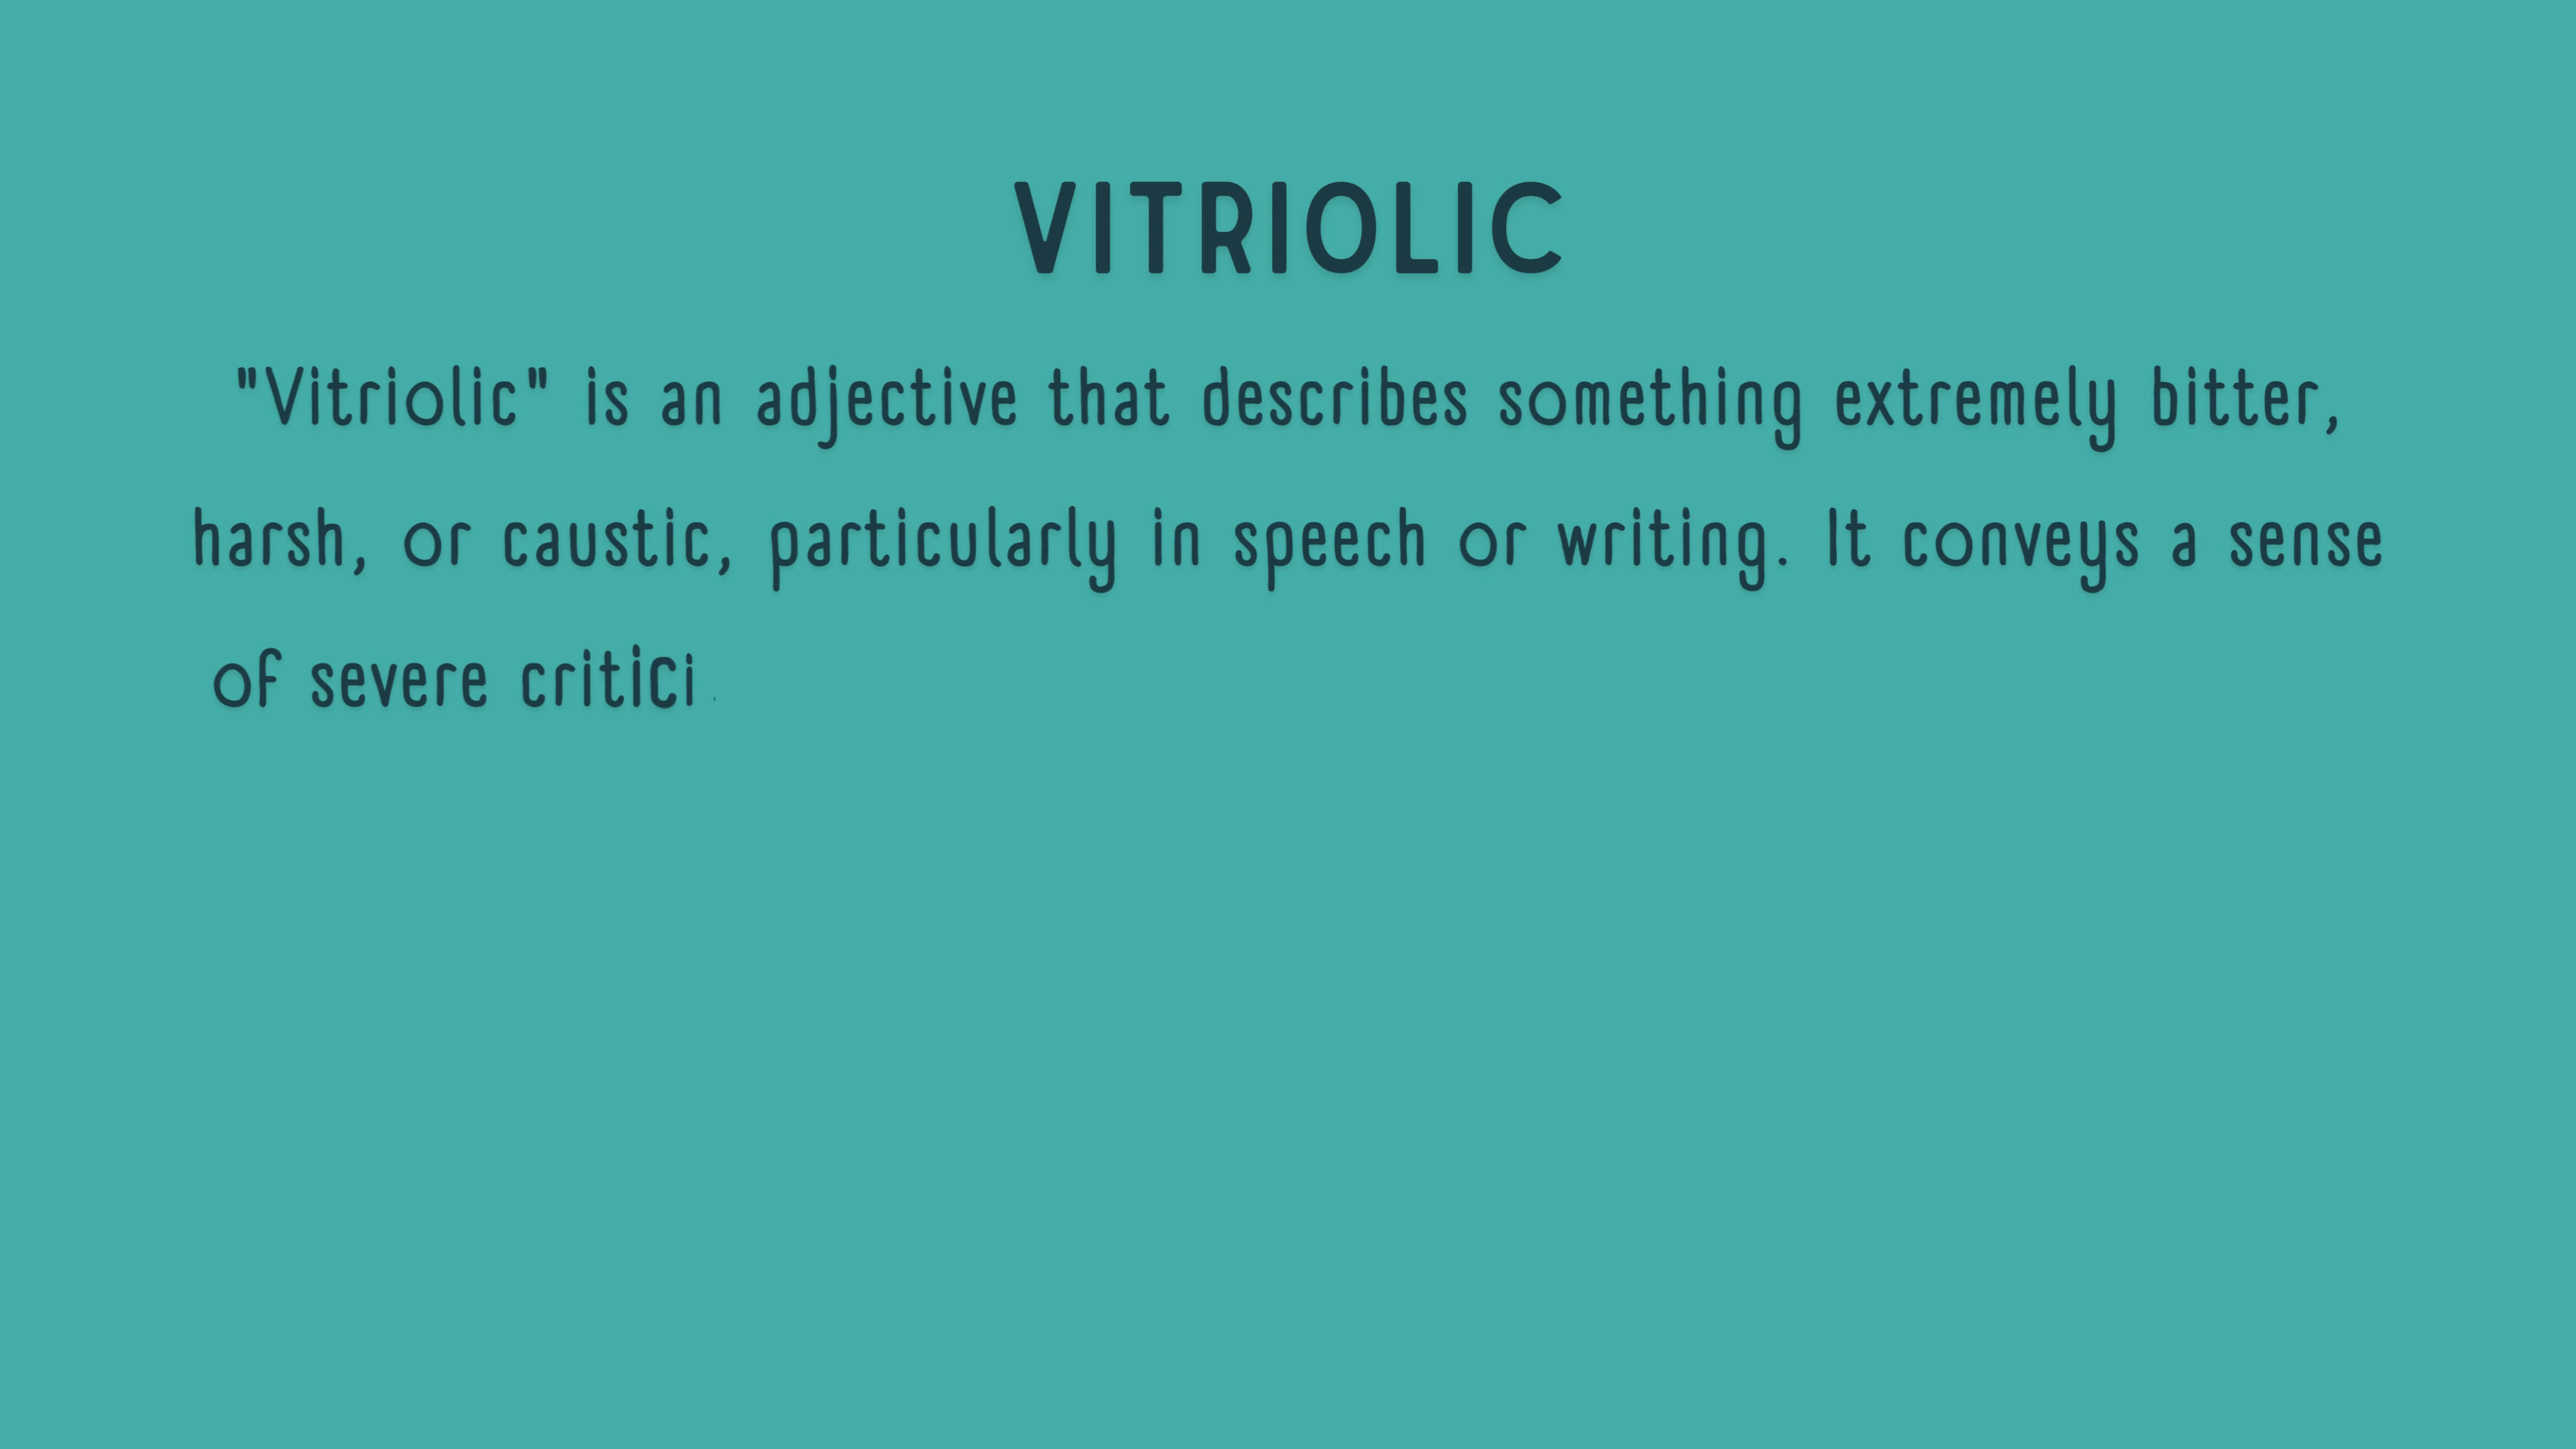 VITRIOLIC
"Vitriolic" is an adjective that describes something extremely bitter,
harsh, or caustic, particularly in speech or writing. It conveys a sense
of severe critici